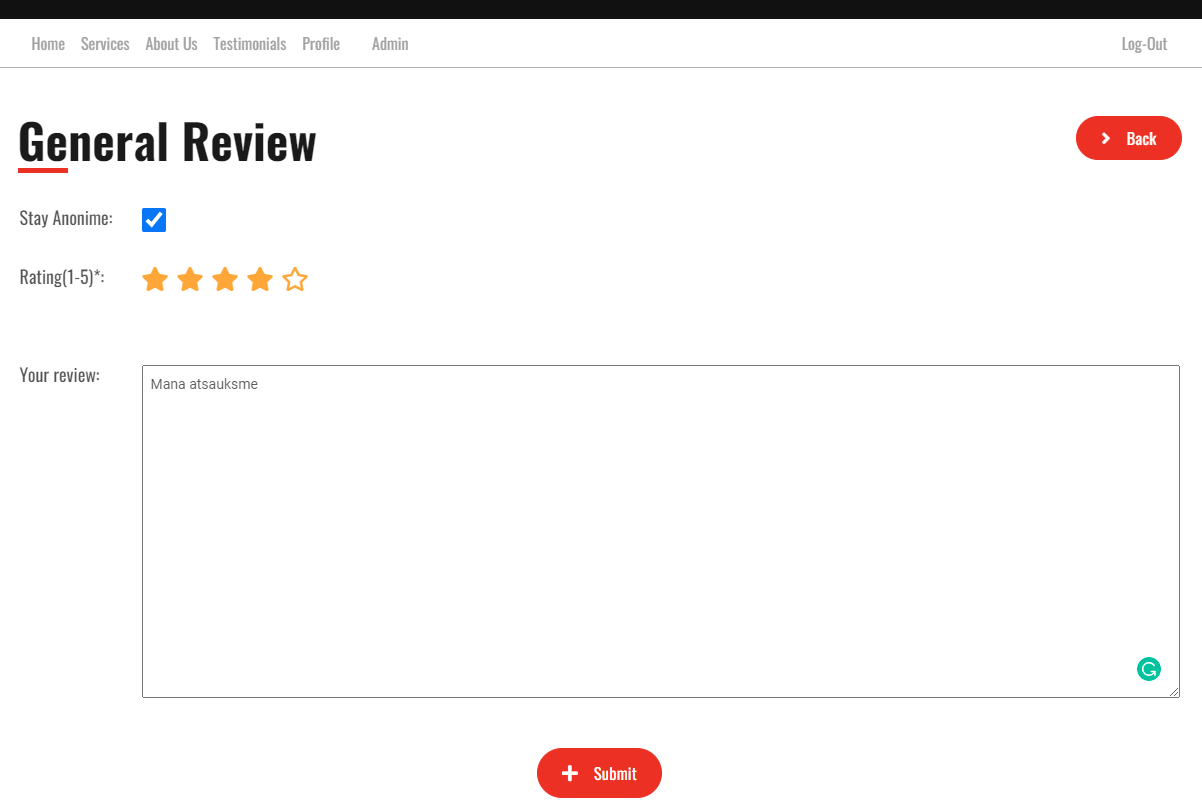 Home Services About Us Testimonials Profile Admin Log-Out
General Review
Back
Stay Anonime:
Rating(1-5)*:
Your review:
Mana atsauksme
Submit